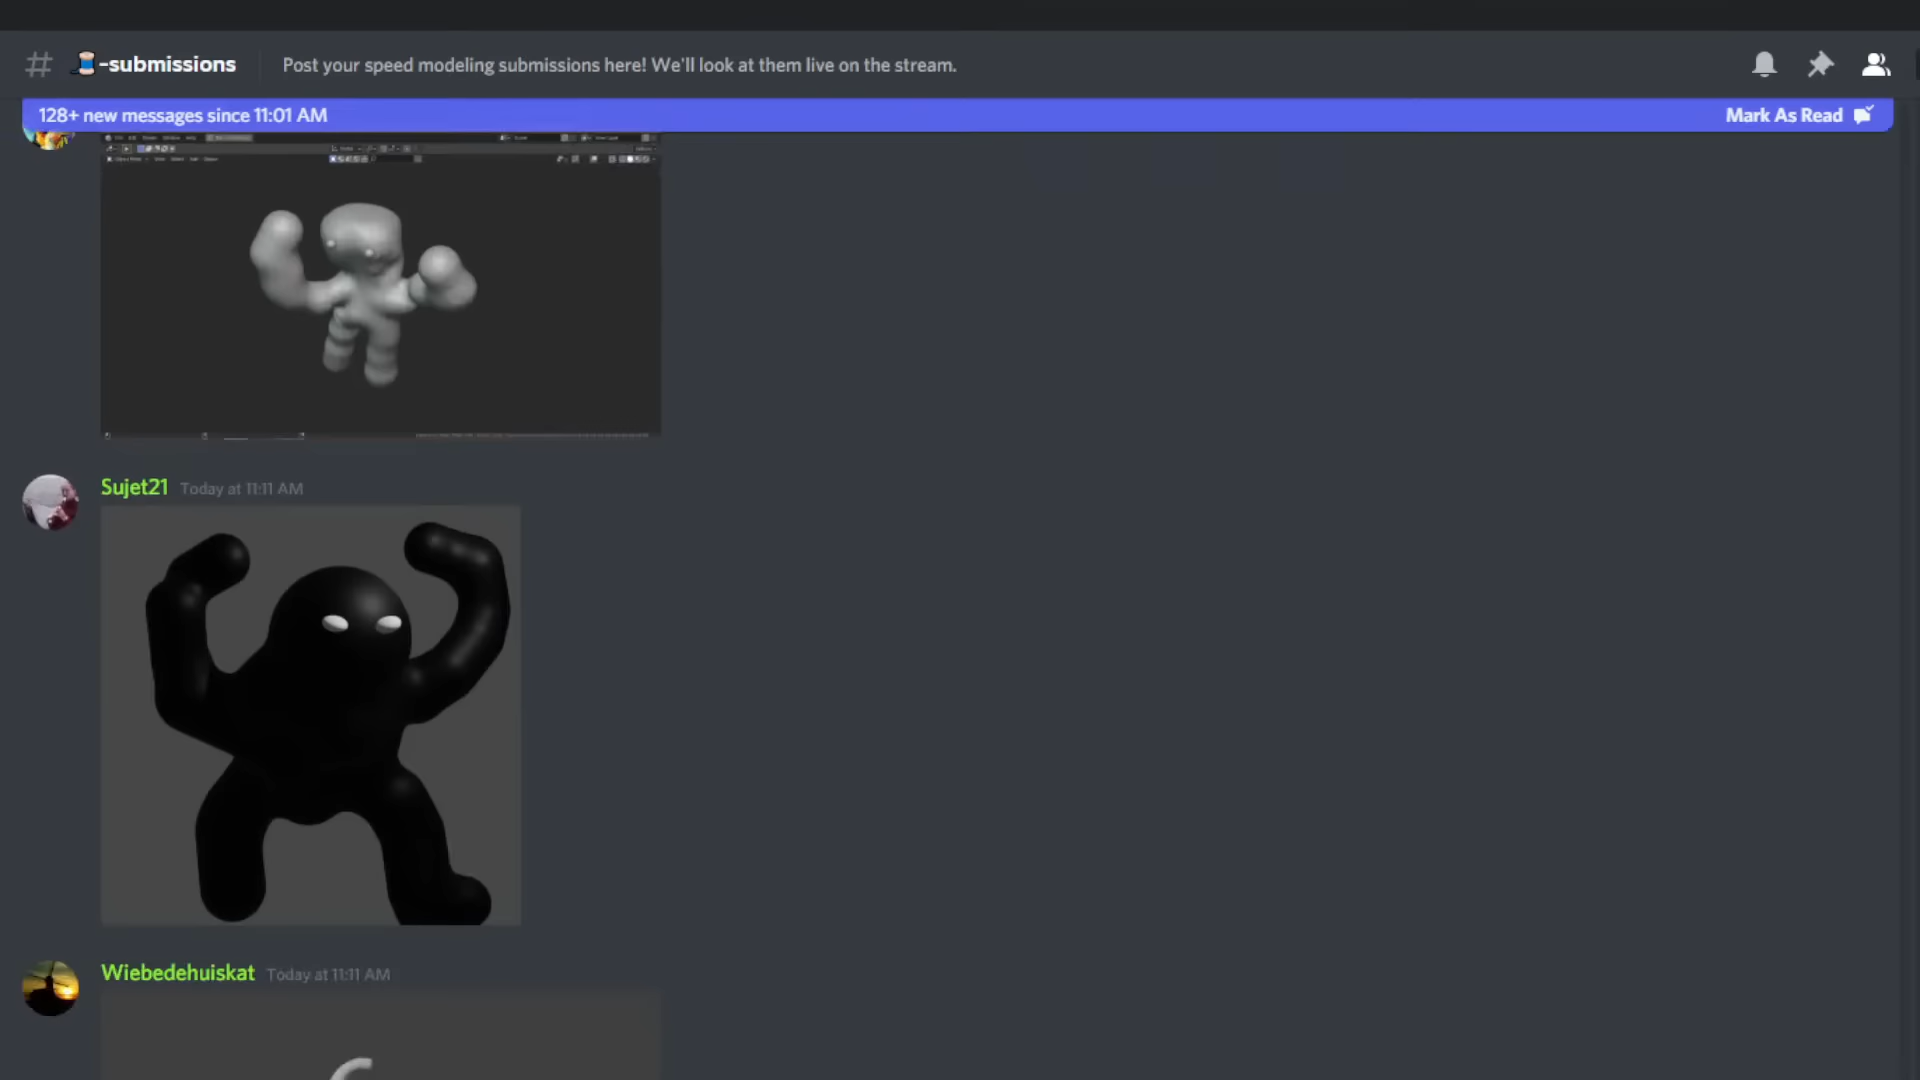 -submissions
Post your speed modeling submissions here! We'll look at them live on the stream.
128+ new messages since 11:01 AM
Mark As Read
Sujet21 Today at 11:11 AM
Wiebedehuiskat Today at 11:11 AM